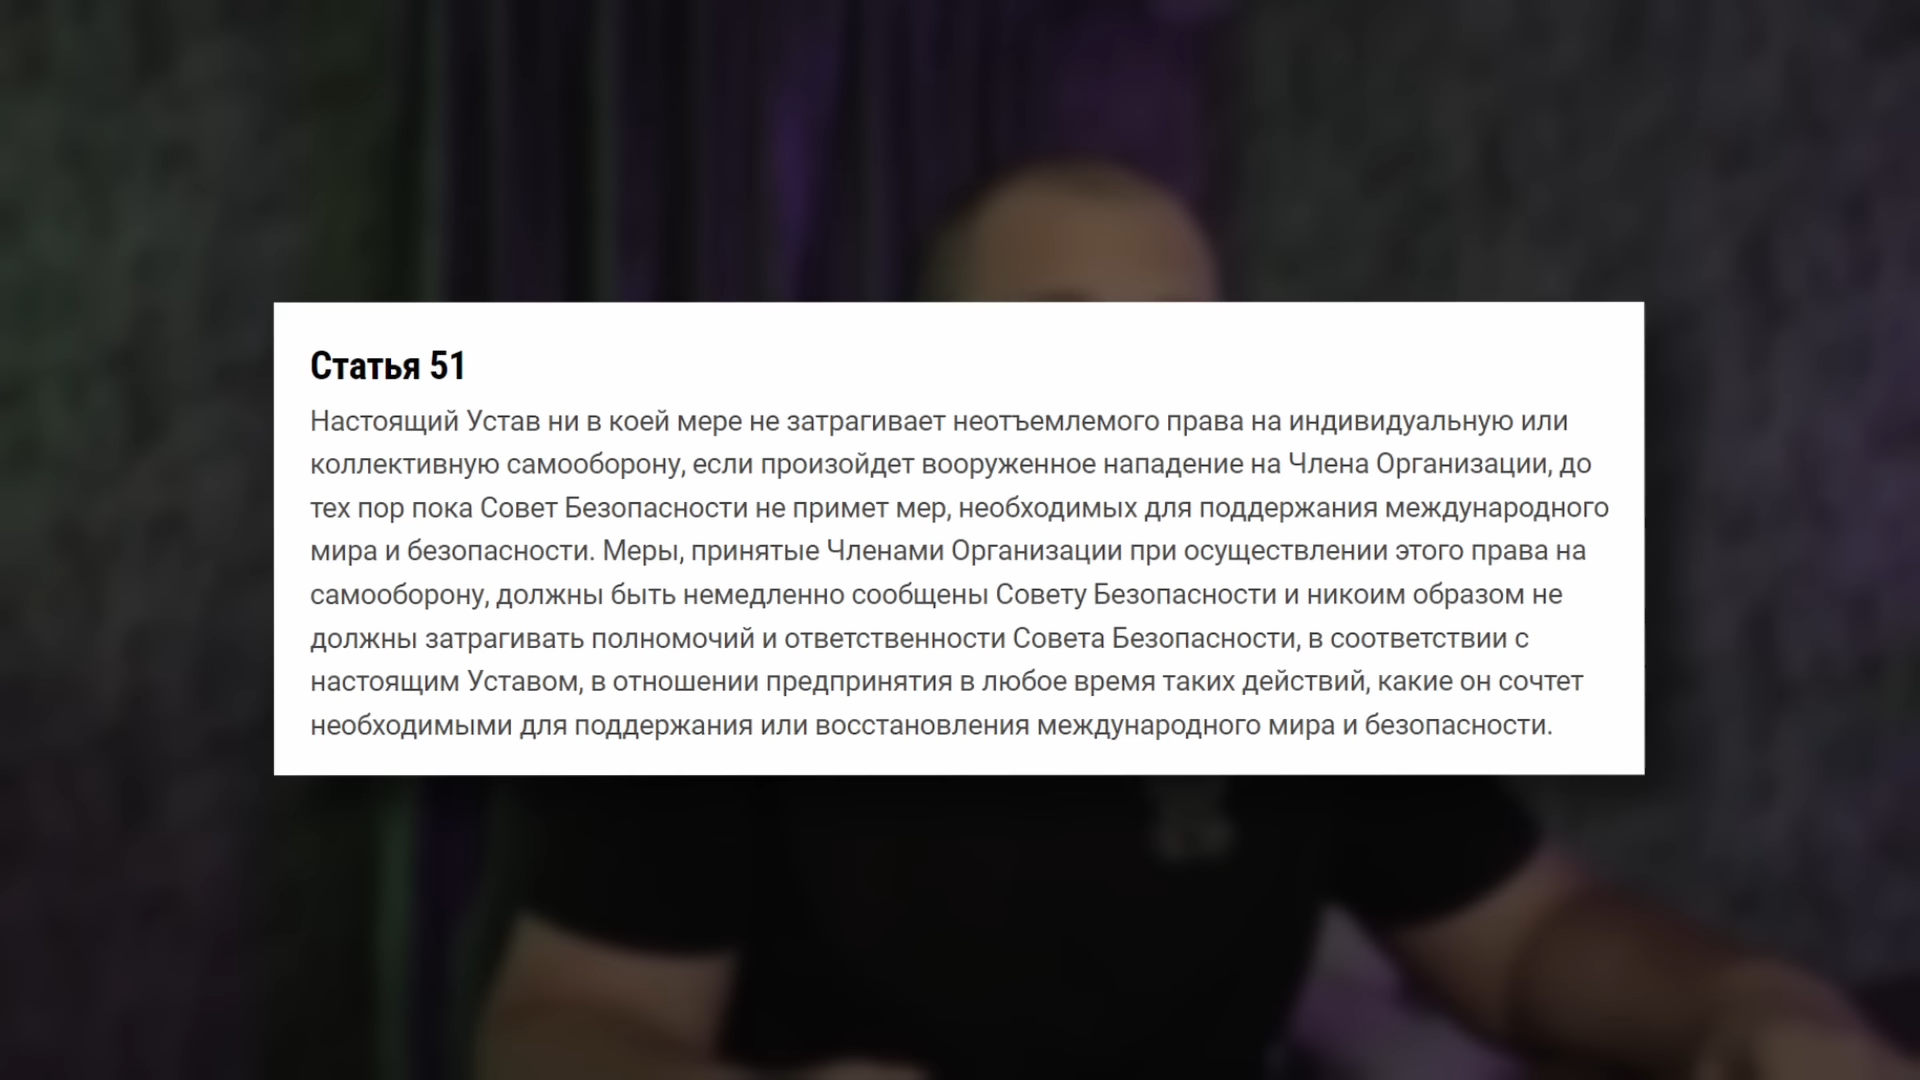 Статья 51
Настоящий Устав ни в коей мере не затрагивает неотъемлемого права на индивидуальную или
коллективную самооборону, если произойдет вооруженное нападение на Члена Организации, до
тех пор пока Совет Безопасности не примет мер, необходимых для поддержания международного
мира и безопасности. Меры, принятые Членами Организации при осуществлении этого права на
самооборону, должны быть немедленно сообщены Совету Безопасности и никоим образом не
должны затрагивать полномочий и ответственности Совета Безопасности, в соответствии с
настоящим Уставом, в отношении предпринятия в любое время таких действий, какие он сочтет
необходимыми для поддержания или восстановления международного мира и безопасности.